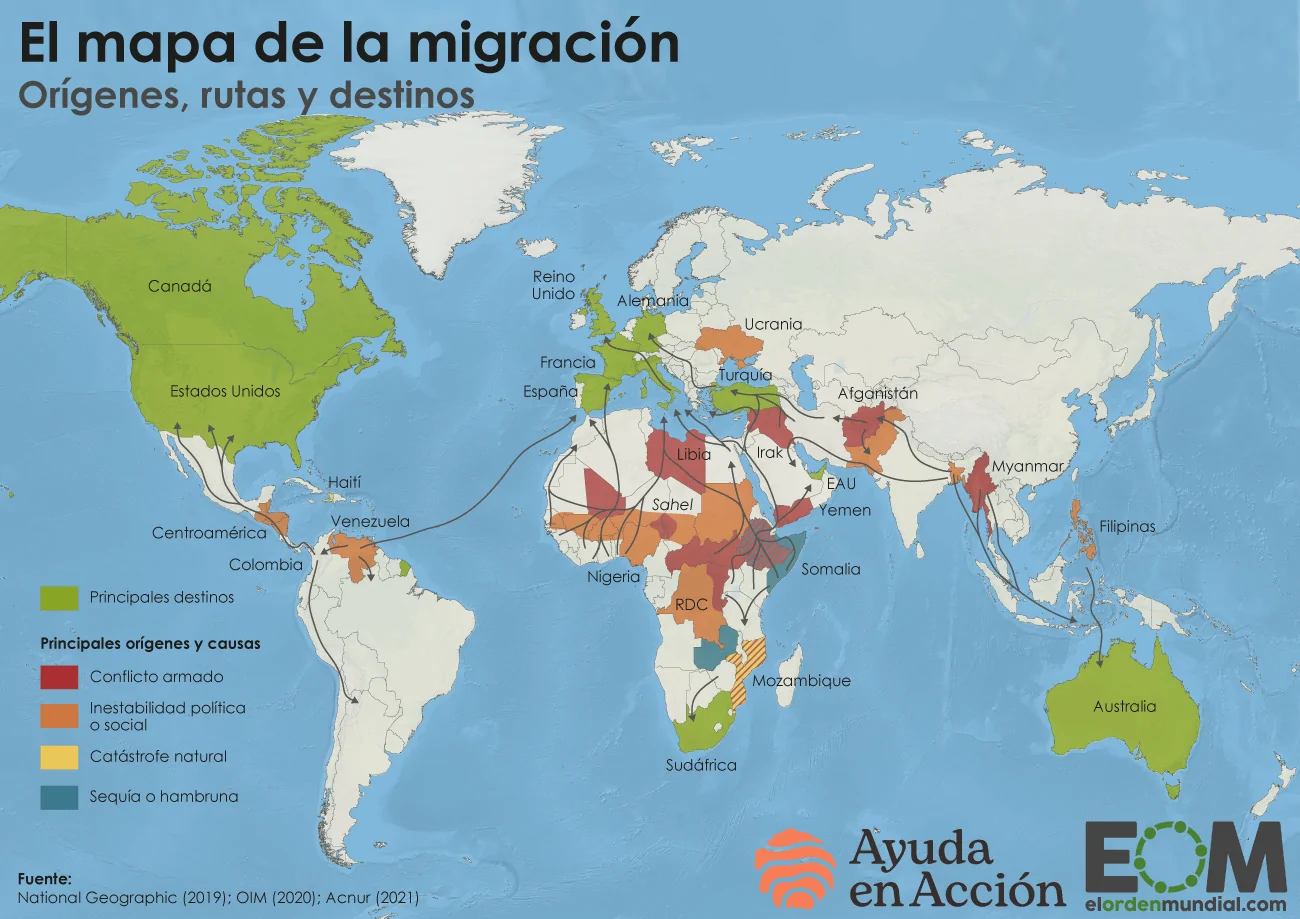 El mapa de la migración
Orígenes, rutas y destinos
Canadá
Estados Unidos
Reino
Unido
Alemania
Ucrania
Francia
España
Turquía
Afganistán
Libia
Irak
Myanmar
Haití
EAU
Sahel
Yemen
Venezuela
Centroamérica
Filipinas
Colombia
Nigeria
Somalia
RDC
Mozambique
Australia
Sudáfrica
Principales destinos
Principales orígenes y causas
Conflicto armado
Inestabilidad política
o social
Catástrofe natural
Sequía o hambruna
Fuente:
National Geographic (2019); OIM (2020); Acnur (2021)
Ayuda
en Acción
EOM
elordenmundial.com